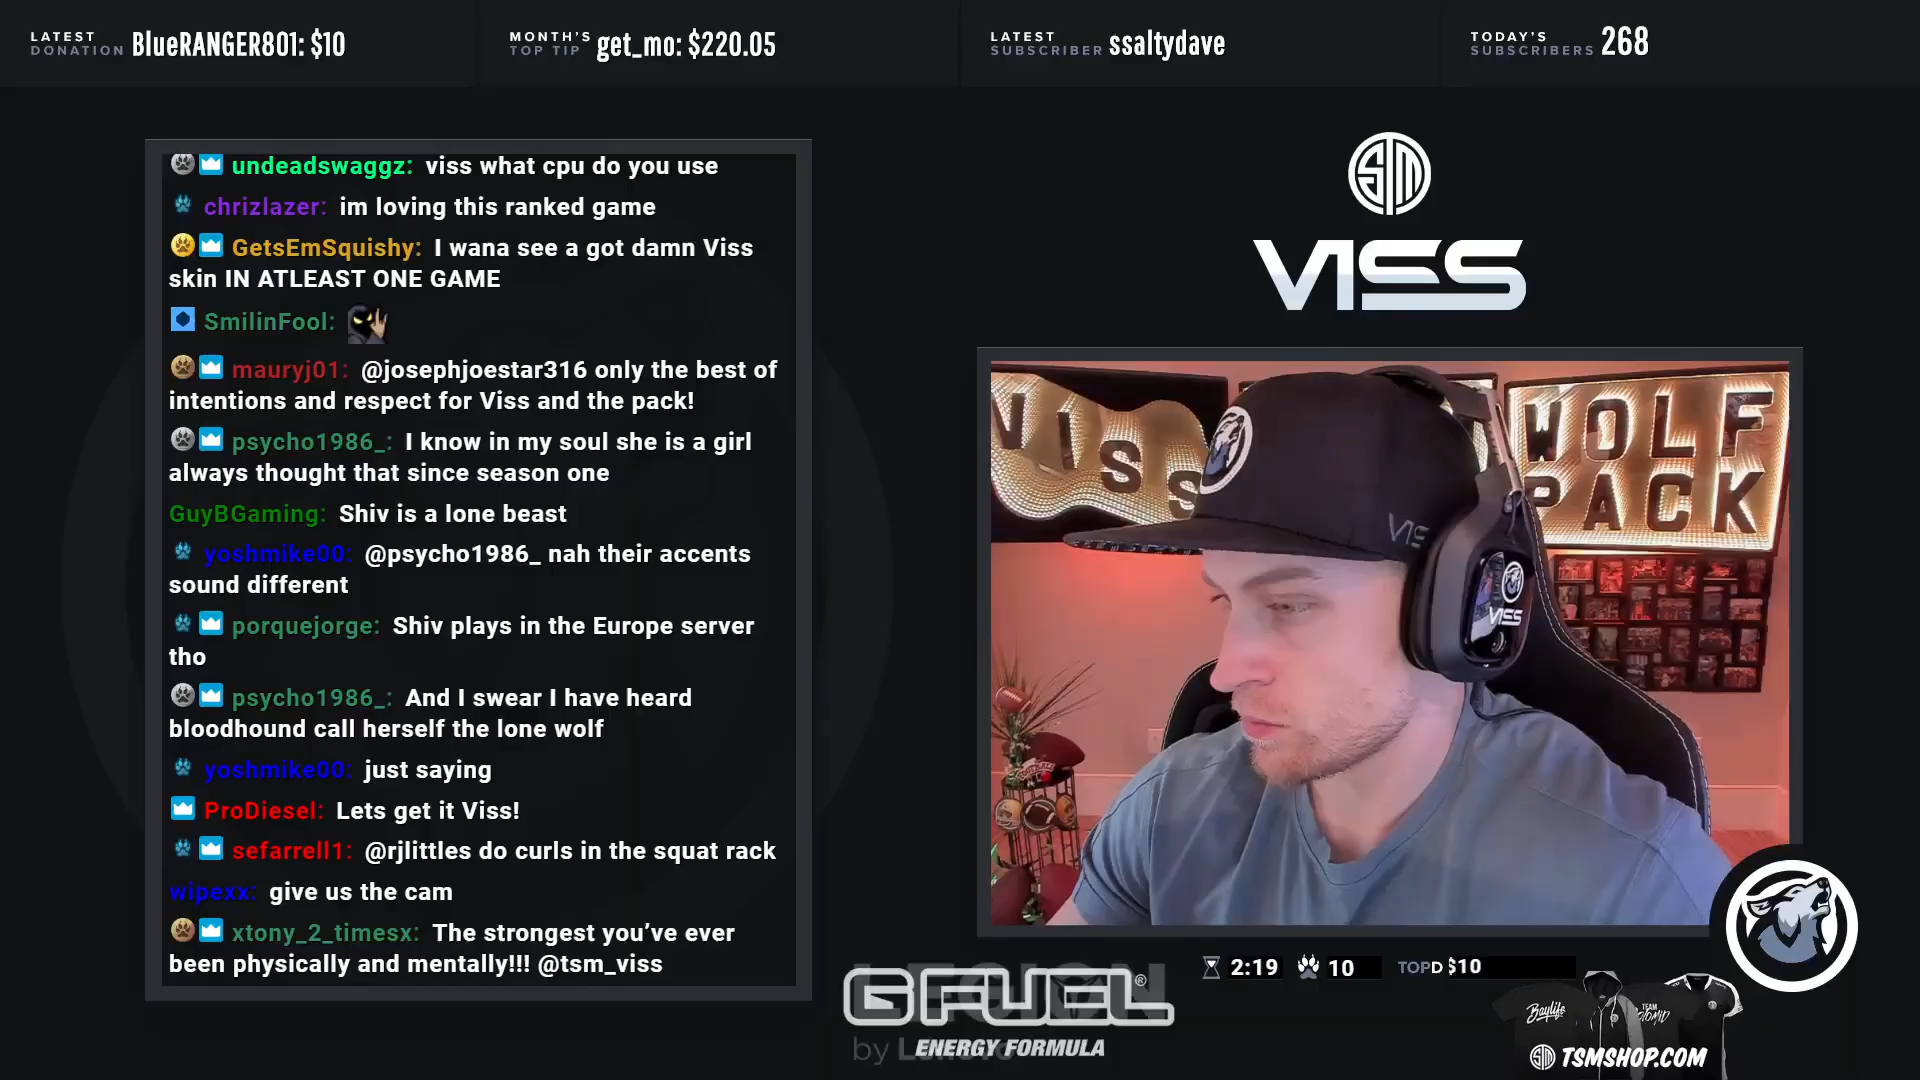 LATEST
DONATION BlueRANGER801: $10
MONTH'S
TOP TIP get_mo: $220.05
LATEST
SUBSCRIBER ssaltydave
TODAY'S
SUBSCRIBERS 268
undeadswaggz: viss what cpu do you use
chrizlazer: im loving this ranked game
GetsEmSquishy: I wana see a got damn Viss
skin IN ATLEAST ONE GAME
SmilinFool:
mauryj01: @josephjoestar316 only the best of
intentions and respect for Viss and the pack!
psycho1986_: I know in my soul she is a girl
always thought that since season one
GuyBGaming: Shiv is a lone beast
yoshmike00: @psycho1986_ nah their accents
sound different
porquejorge: Shiv plays in the Europe server
tho
psycho1986_: And I swear I have heard
bloodhound call herself the lone wolf
yoshmike00: just saying
ProDiesel: Lets get it Viss!
sefarrell1: @rjlittles do curls in the squat rack
wipexx: give us the cam
xtony_2_timesx: The strongest you’ve ever
been physically and mentally!!! @tsm_viss
TSM
VISS
VISS
WOLF
PACK
VIS
VISS
2:19 10 TOPD $10
GFUEL®
by
ENERGY FORMULA
Baylife
TEAM
TSM TSMSHOP.COM